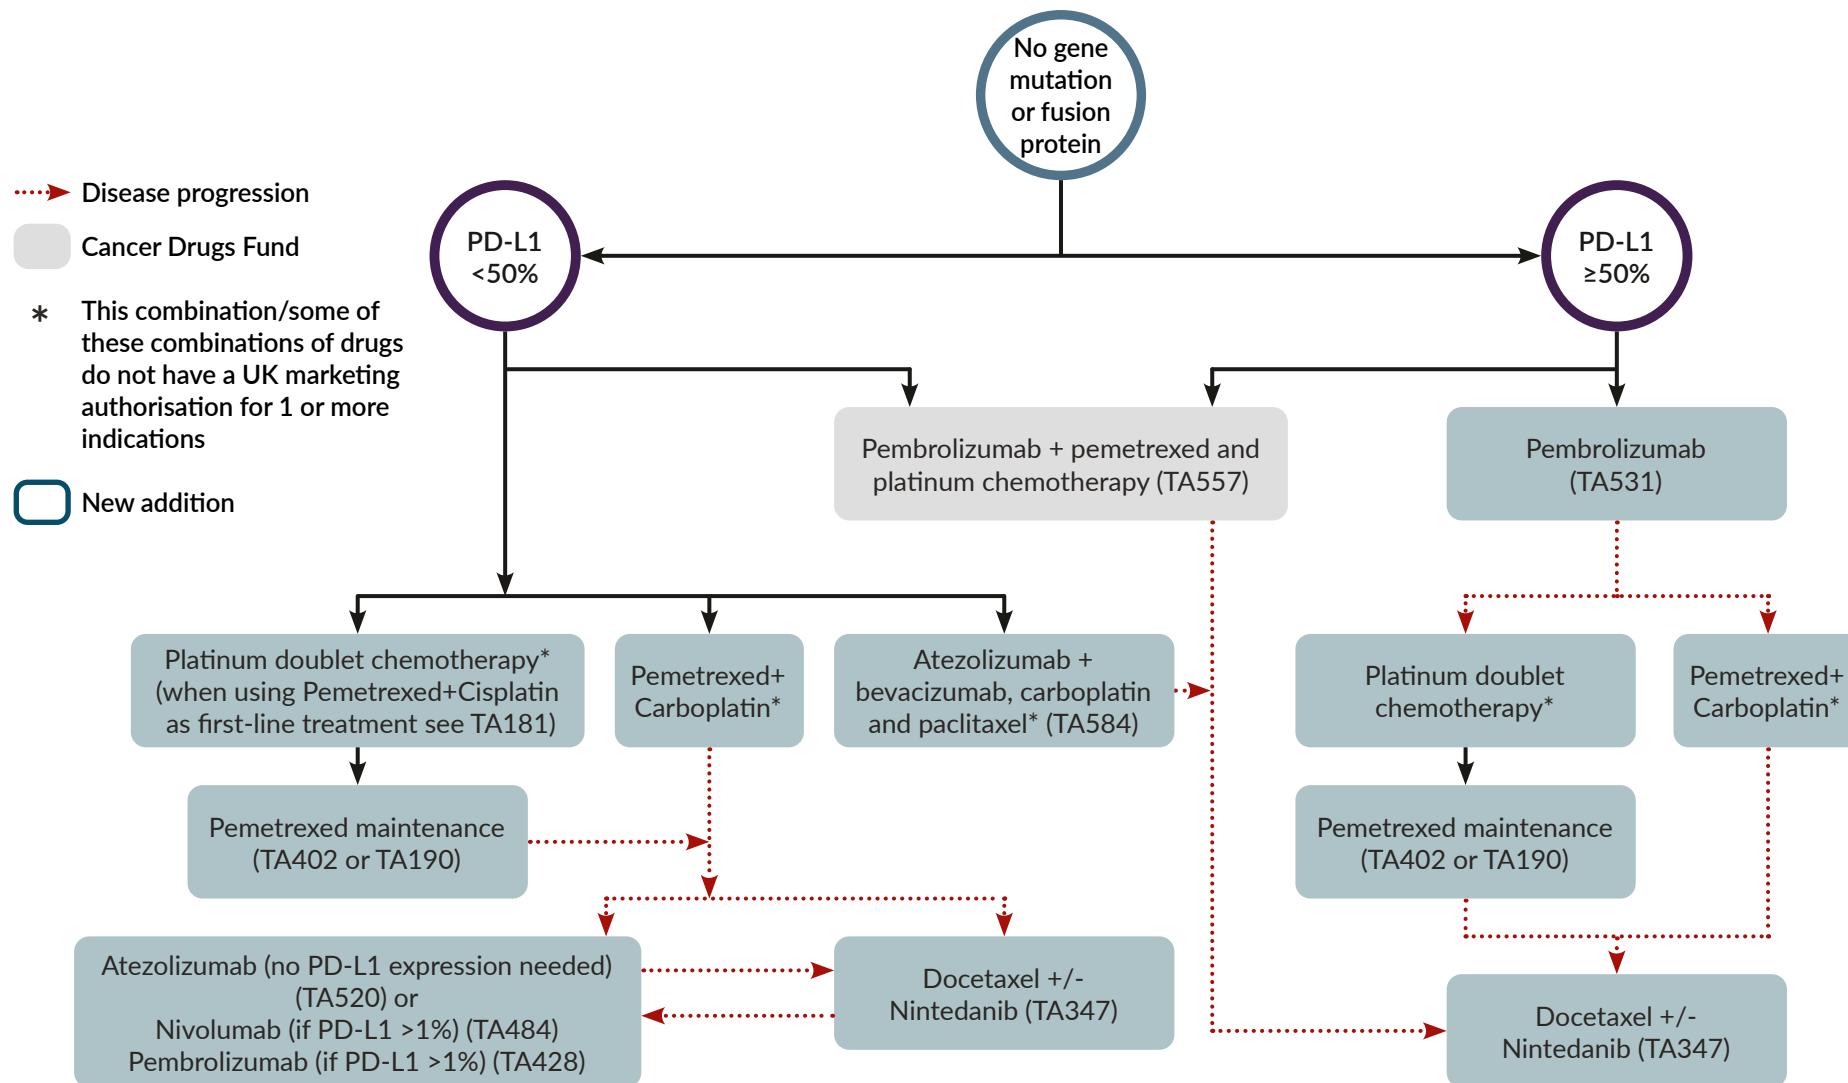 No gene
mutation
or fusion
protein
Disease progression
Cancer Drugs Fund
* This combination/some of
these combinations of drugs
do not have a UK marketing
authorisation for 1 or more
indications
New addition
PD-L1
<50%
PD-L1
≥50%
Pembrolizumab + pemetrexed and
platinum chemotherapy (TA557)
Pembrolizumab
(TA531)
Platinum doublet chemotherapy*
(when using Pemetrexed+Cisplatin
as first-line treatment see TA181)
Pemetrexed+
Carboplatin*
Atezolizumab +
bevacizumab, carboplatin
and paclitaxel* (TA584)
Platinum doublet
chemotherapy*
Pemetrexed+
Carboplatin*
Pemetrexed maintenance
(TA402 or TA190)
Pemetrexed maintenance
(TA402 or TA190)
Atezolizumab (no PD-L1 expression needed)
(TA520) or
Nivolumab (if PD-L1 >1%) (TA484)
Pembrolizumab (if PD-L1 >1%) (TA428)
Docetaxel +/-
Nintedanib (TA347)
Docetaxel +/-
Nintedanib (TA347)